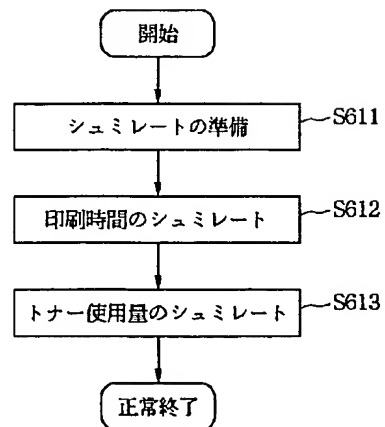 開始
シュミレートの準備
S611
印刷時間のシュミレート
S612
トナー使用量のシュミレート
S613
正常終了